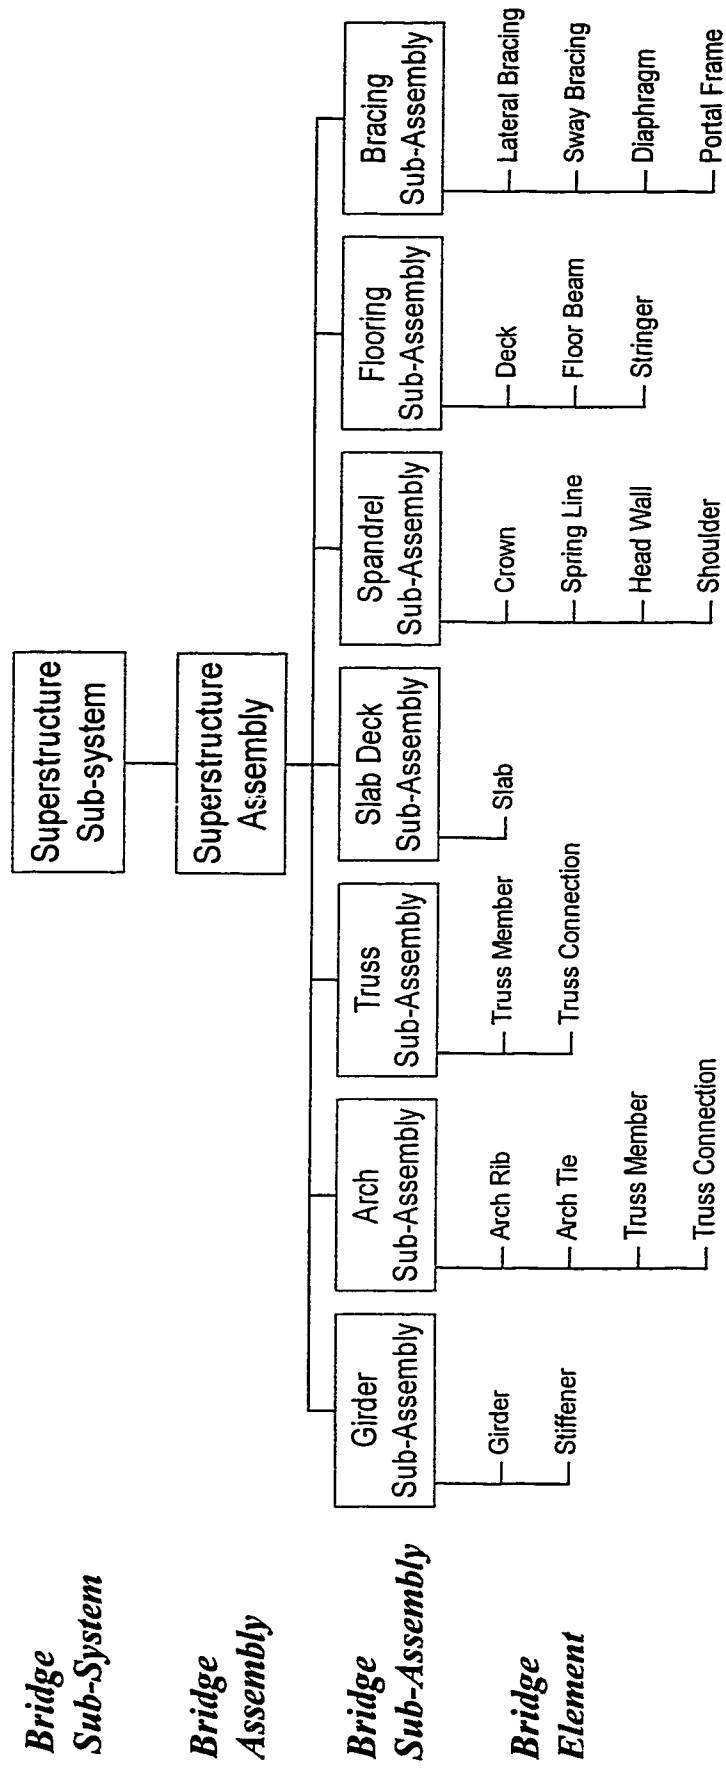 Bridge
Sub-System
Superstructure
Sub-system
Bridge
Assembly
Superstructure
Assembly
Bridge
Sub-Assembly
Girder
Sub-Assembly
Arch
Sub-Assembly
Truss
Sub-Assembly
Slab Deck
Sub-Assembly
Spandrel
Sub-Assembly
Flooring
Sub-Assembly
Bracing
Sub-Assembly
Bridge
Element
Girder
Stiffener
Arch Rib
Arch Tie
Truss Member
Truss Connection
Truss Member
Truss Connection
Slab
Crown
Spring Line
Head Wall
Shoulder
Deck
Floor Beam
Stringer
Lateral Bracing
Sway Bracing
Diaphragm
Portal Frame